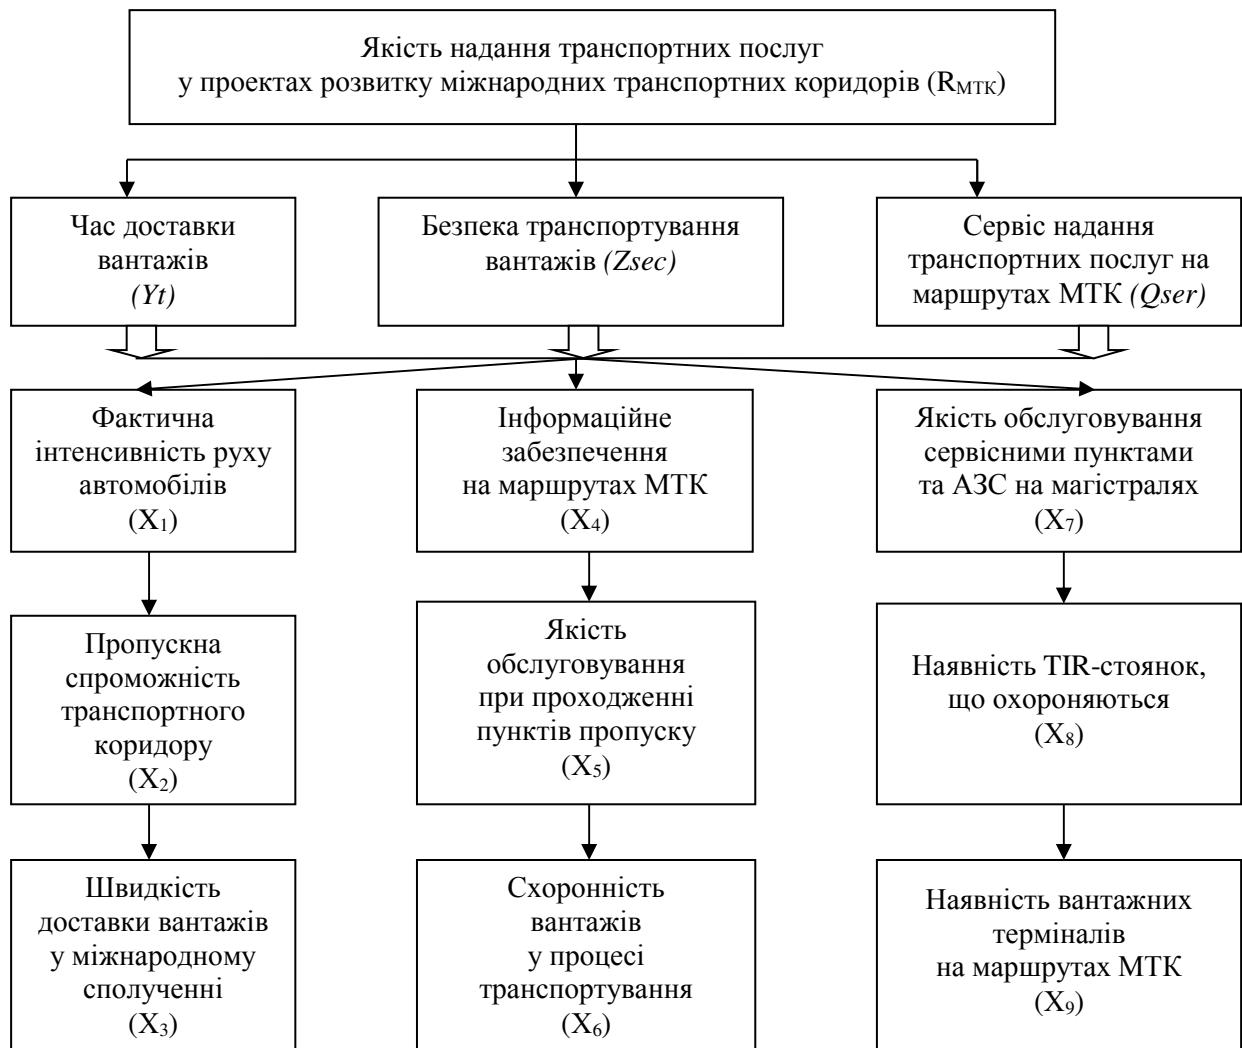 Якість надання транспортних послуг
у проектах розвитку міжнародних транспортних коридорів (RМТК)
Час доставки
вантажів
(Yt)
Безпека транспортування
вантажів (Zsec)
Сервіс надання
транспортних послуг на
маршрутах МТК (Qser)
Фактична
інтенсивність руху
автомобілів
(X1)
Інформаційне
забезпечення
на маршрутах МТК
(X4)
Якість обслуговування
сервісними пунктами
та АЗС на магістралях
(X7)
Пропускна
спроможність
транспортного
коридору
(X2)
Якість
обслуговування
при проходженні
пунктів пропуску
(X5)
Наявність TIR-стоянок,
що охороняються
(X8)
Швидкість
доставки вантажів
у міжнародному
сполученні
(X3)
Схоронність
вантажів
у процесі
транспортування
(X6)
Наявність вантажних
терміналів
на маршрутах МТК
(X9)